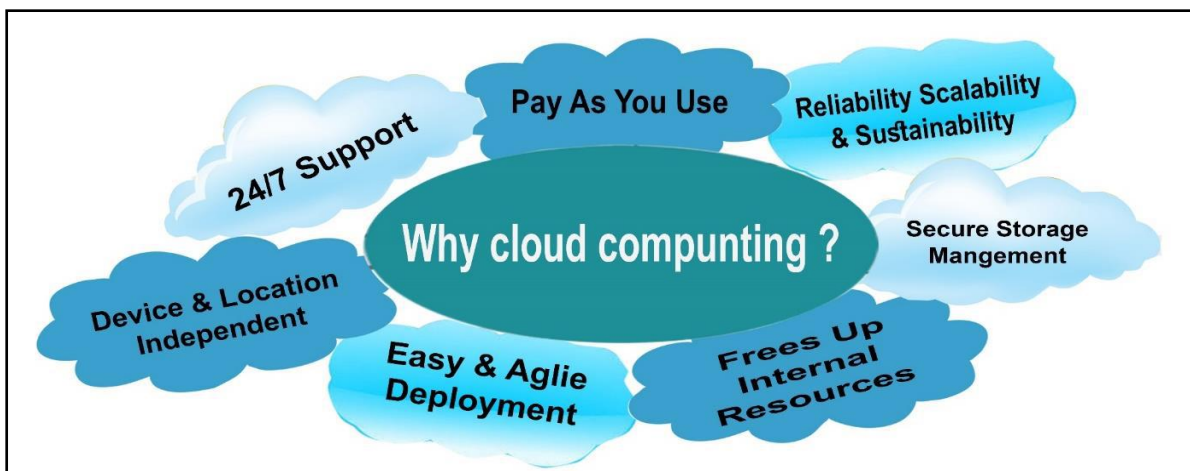 Pay As You Use
Reliability Scalability
& Sustainability
24/7 Support
Why cloud compunting ?
Secure Storage
Mangement
Device & Location
Independent
Easy & Aglie
Deployment
Frees Up
Internal
Resources